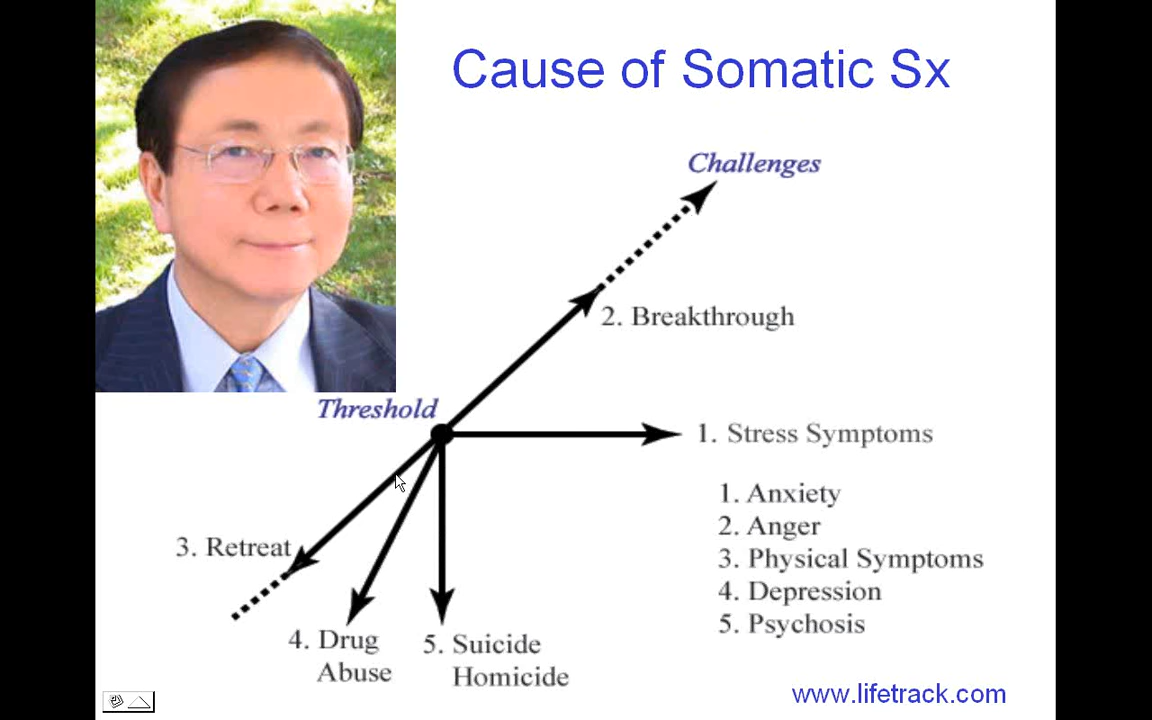 Cause of Somatic Sx
Challenges
2. Breakthrough
Threshold
1. Stress Symptoms
1. Anxiety
2. Anger
3. Physical Symptoms
4. Depression
5. Psychosis
3. Retreat
4. Drug
Abuse
5. Suicide
Homicide
www.lifetrack.com